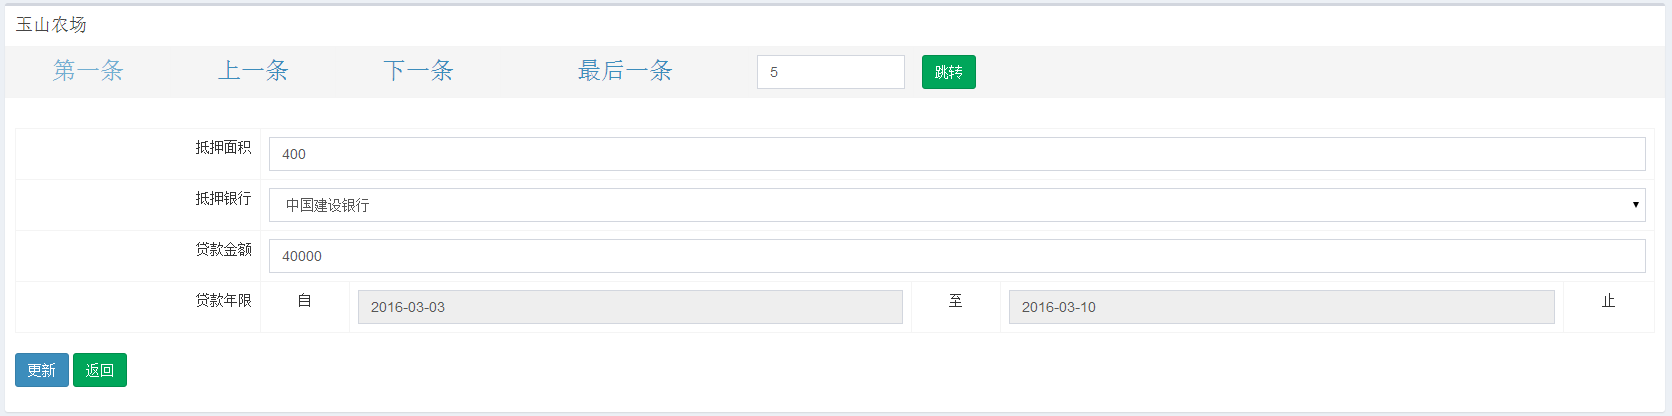 玉山农场
第一条 上一条 下一条 最后一条 5 跳转
抵押面积 400
抵押银行 中国建设银行
贷款金额 40000
贷款年限 自 2016-03-03 至 2016-03-10 止
更新 返回